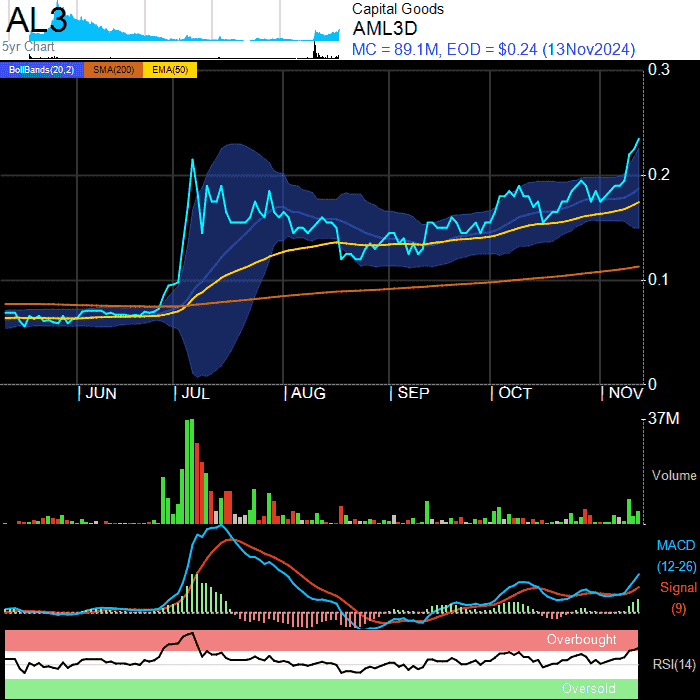 AL3
5yr Chart
Capital Goods
AML3D
MC = 89.1M, EOD = $0.24 (13Nov2024)
BollBands(20,2) SMA(200) EMA(50)
0.3
0.2
0.1
0
| JUN | JUL | AUG | SEP | OCT | NOV
37M
Volume
MACD
(12-26)
Signal
(9)
Overbought
RSI(14)
Oversold